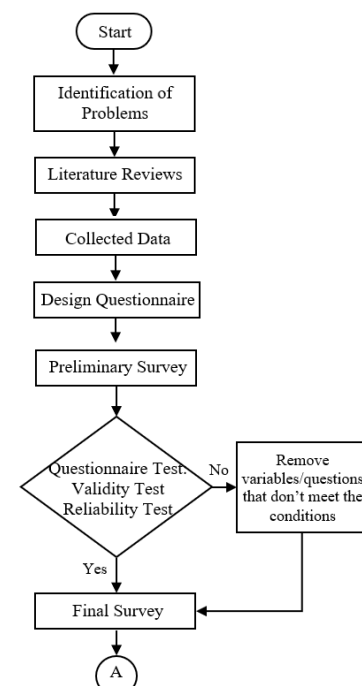 Start
Identification of
Problems
Literature Reviews
Collected Data
Design Questionnaire
Preliminary Survey
Questionnaire Test:
Validity Test
Reliability Test
No
Remove
variables/questions
that don't meet the
conditions
Yes
Final Survey
A